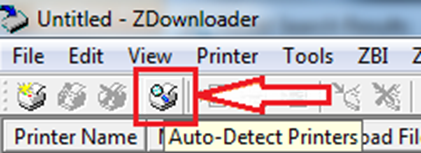 Untitled - ZDownloader
File Edit View Printer Tools ZBI
Printer Name Auto-Detect Printers